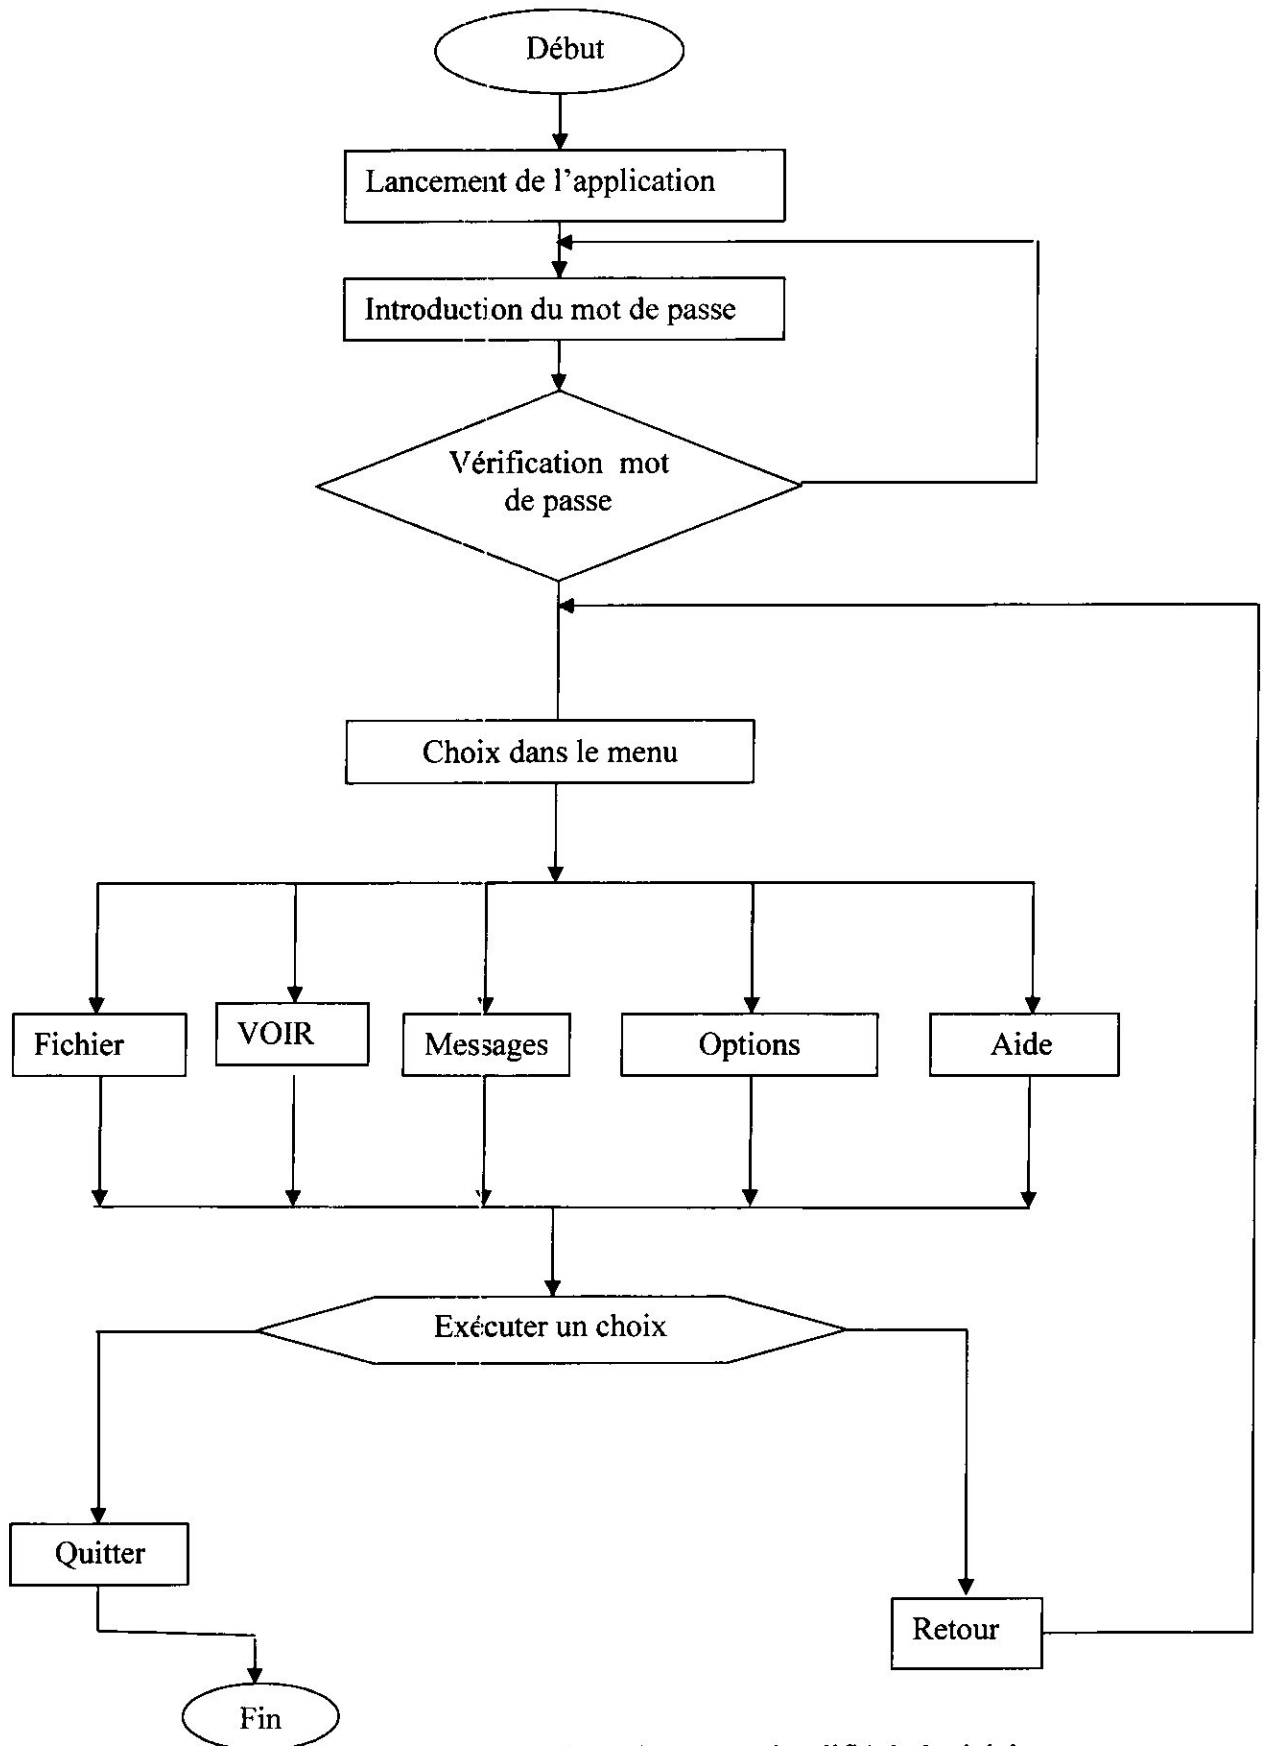 Début
Lancement de l'application
Introduction du mot de passe
Vérification mot
de passe
Choix dans le menu
Fichier
VOIR
Messages
Options
Aide
Exécuter un choix
Quitter
Retour
Fin